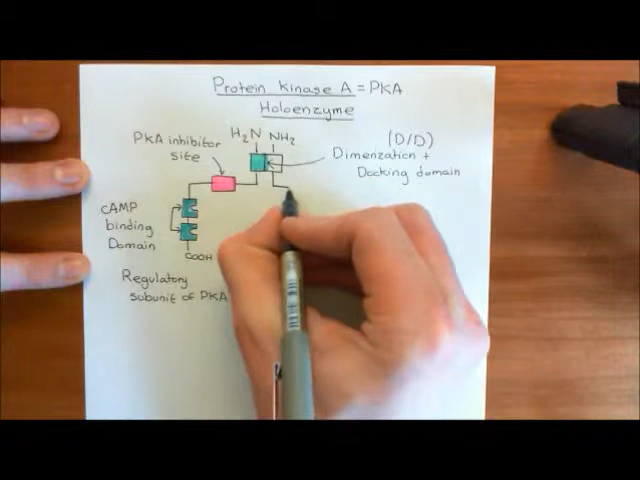 Protein Kinase A = PKA
Holoenzyme
H₂N NH₂
(D/D)
PKA inhibitor
site
Dimerization +
Docking domain
CAMP
binding
Domain
COOH
Regulatory
subunit of PKA